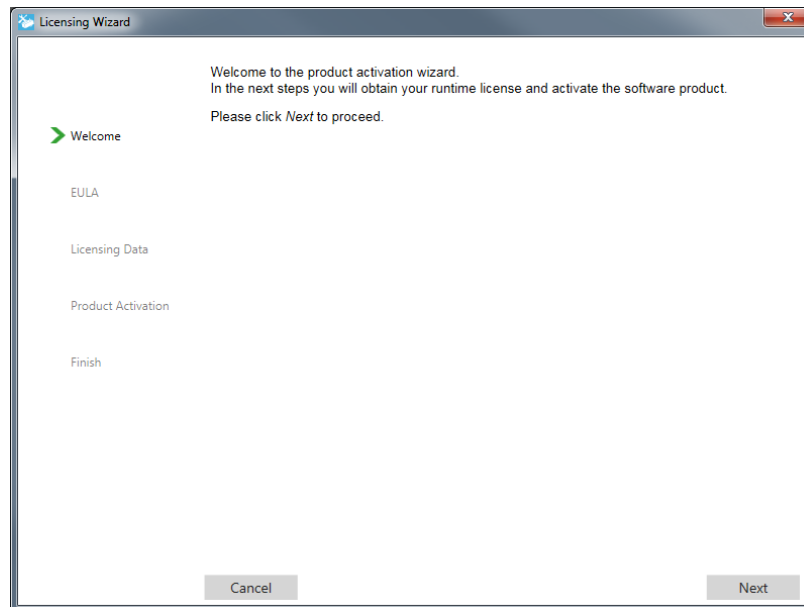 Licensing Wizard
Welcome to the product activation wizard.
In the next steps you will obtain your runtime license and activate the software product.
Please click Next to proceed.
Welcome
EULA
Licensing Data
Product Activation
Finish
Cancel
Next